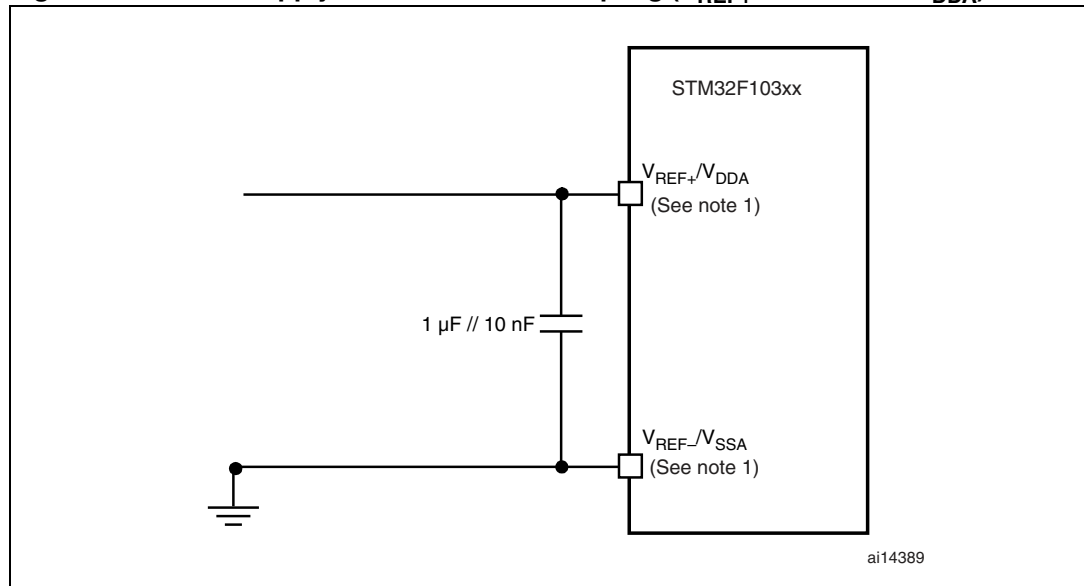 STM32F103xx
VREF+/VDDA
(See note 1)
1 µF // 10 nF
VREF–/VSSA
(See note 1)
ai14389